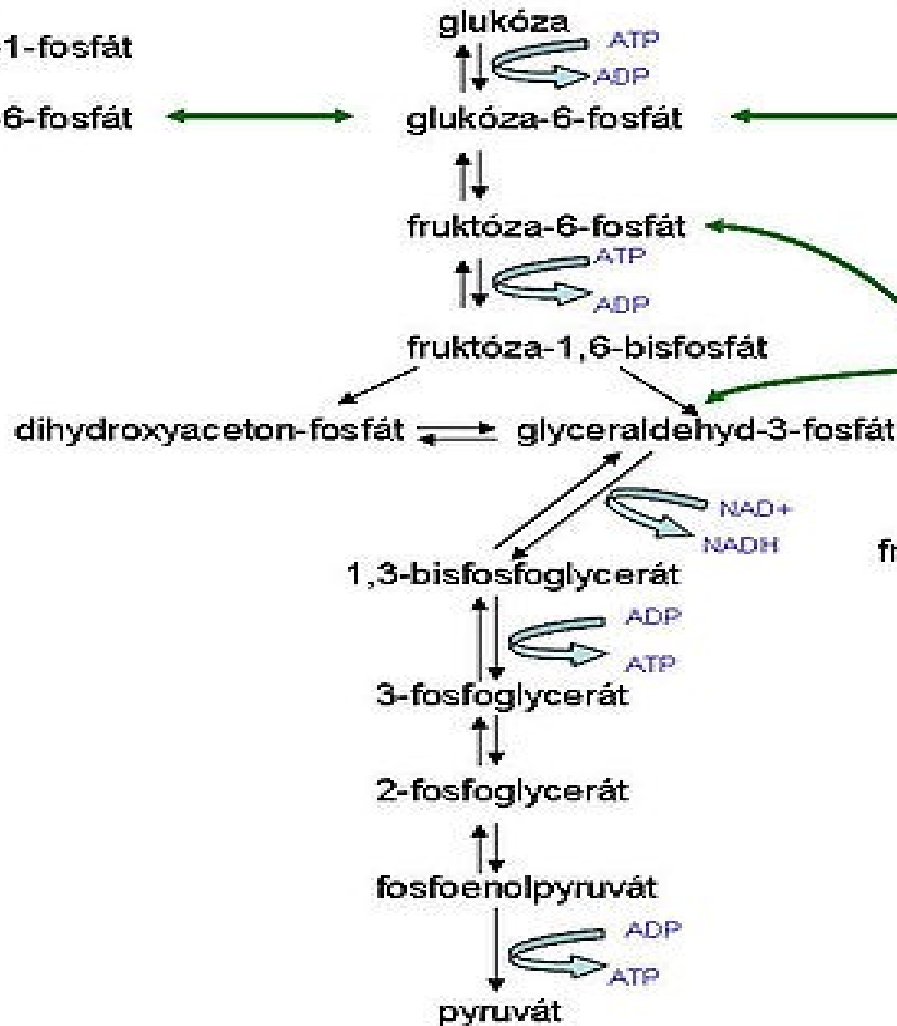 glukóza
ATP
-1-fosfát
ADP
-6-fosfát
glukóza-6-fosfát
fruktóza-6-fosfát
ATP
ADP
fruktóza-1,6-bisfosfát
dihydroxyaceton-fosfát
glyceraldehyd-3-fosfát
NAD+
NADH
fr
1,3-bisfosfoglycerát
ADP
ATP
3-fosfoglycerát
2-fosfoglycerát
fosfoenolpyruvát
ADP
ATP
pyruvát